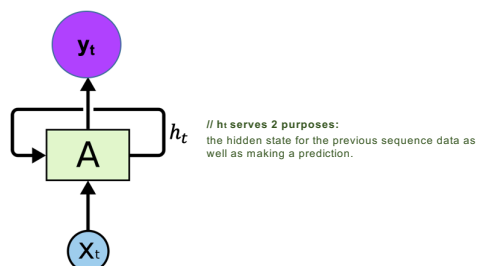 yt
ht
// ht serves 2 purposes:
the hidden state for the previous sequence data as
well as making a prediction.
A
Xt